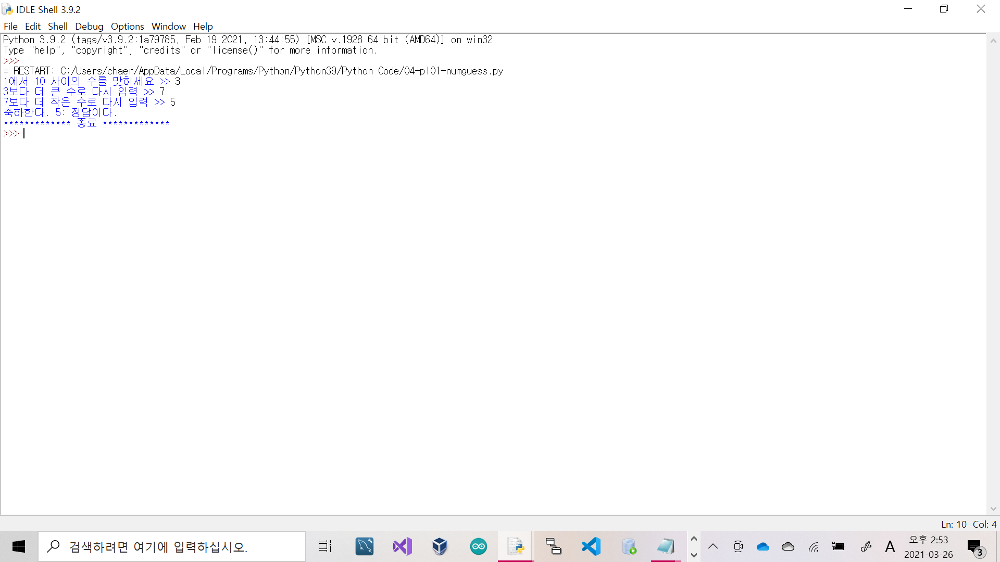 IDLE Shell 3.9.2
File Edit Shell Debug Options Window Help
Python 3.9.2 (tags/v3.9.2:1a79785, Feb 19 2021, 13:44:55) [MSC v.1928 64 bit (AMD64)] on win32
Type "help", "copyright", "credits" or "license()" for more information.
>>>
= RESTART: C:/Users/chaer/AppData/Local/Programs/Python/Python39/Python Code/04-pl01-numguess.py
1에서 10 사이의 수를 맞히세요 >> 3
3보다 더 큰 수로 다시 입력 >> 7
7보다 더 작은 수로 다시 입력 >> 5
축하한다. 5: 정답이다.
************* 종료 *************
>>>
Ln: 10 Col: 4
검색하려면 여기에 입력하십시오.
A
오후 2:53
2021-03-26
3